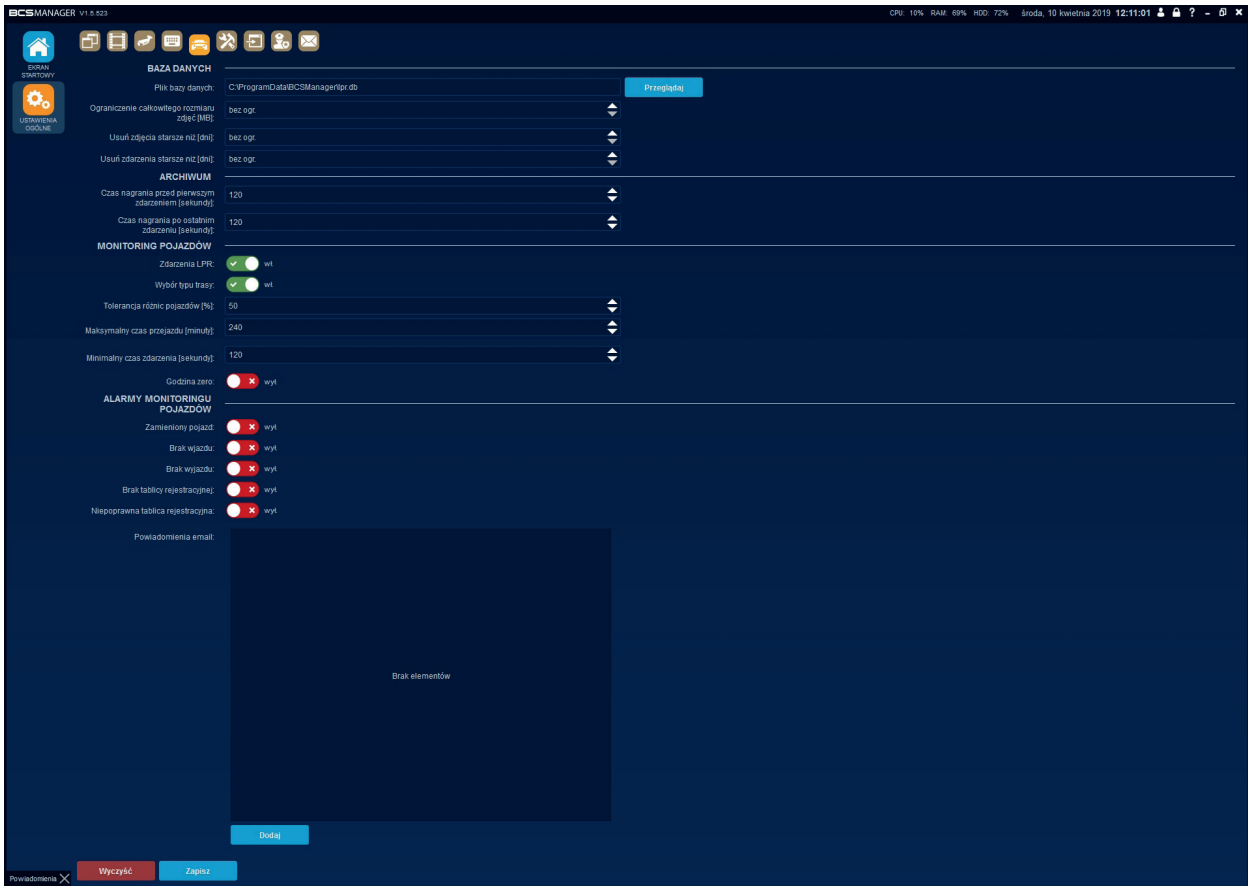 BCSMANAGER V1.5.523
CPU: 10% RAM: 69% HDD: 72% środa, 10 kwietnia 2019 12:11:01 ?
EKRAN
STARTOWY
USTAWIENIA
OGÓLNE
BAZA DANYCH
Plik bazy danych: C:\ProgramData\BCSManager\lpr.db Przeglądaj
Ograniczenie całkowitego rozmiaru
zdjęć [MB]: bez ogr.
Usuń zdjęcia starsze niż [dni]: bez ogr.
Usuń zdarzenia starsze niż [dni]: bez ogr.
ARCHIWUM
Czas nagrania przed pierwszym
zdarzeniem [sekundy]: 120
Czas nagrania po ostatnim
zdarzeniu [sekundy]: 120
MONITORING POJAZDÓW
Zdarzenia LPR: wł.
Wybór typu trasy: wł.
Tolerancja różnic pojazdów [%]: 50
Maksymalny czas przejazdu [minuty]: 240
Minimalny czas zdarzenia [sekundy]: 120
Godzina zero: wył.
ALARMY MONITORINGU
POJAZDÓW
Zamieniony pojazd: wył.
Brak wjazdu: wył.
Brak wyjazdu: wył.
Brak tablicy rejestracyjnej: wył.
Niepoprawna tablica rejestracyjna: wył.
Powiadomienia email:
Brak elementów
Dodaj
Wyczyść Zapisz
Powiadomienia